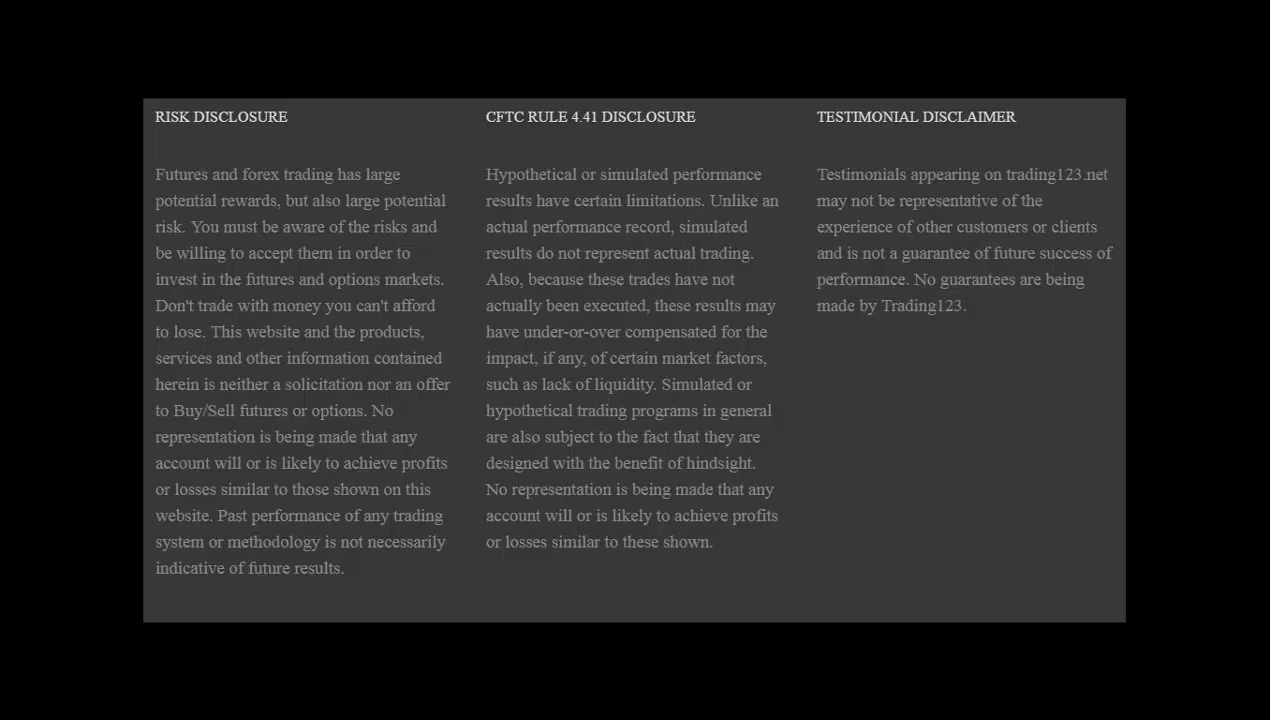 RISK DISCLOSURE
Futures and forex trading has large
potential rewards, but also large potential
risk. You must be aware of the risks and
be willing to accept them in order to
invest in the futures and options markets.
Don't trade with money you can't afford
to lose. This website and the products,
services and other information contained
herein is neither a solicitation nor an offer
to Buy/Sell futures or options. No
representation is being made that any
account will or is likely to achieve profits
or losses similar to those shown on this
website. Past performance of any trading
system or methodology is not necessarily
indicative of future results.
CFTC RULE 4.41 DISCLOSURE
Hypothetical or simulated performance
results have certain limitations. Unlike an
actual performance record, simulated
results do not represent actual trading.
Also, because these trades have not
actually been executed, these results may
have under-or-over compensated for the
impact, if any, of certain market factors,
such as lack of liquidity. Simulated or
hypothetical trading programs in general
are also subject to the fact that they are
designed with the benefit of hindsight.
No representation is being made that any
account will or is likely to achieve profits
or losses similar to these shown.
TESTIMONIAL DISCLAIMER
Testimonials appearing on trading123.net
may not be representative of the
experience of other customers or clients
and is not a guarantee of future success of
performance. No guarantees are being
made by Trading123.